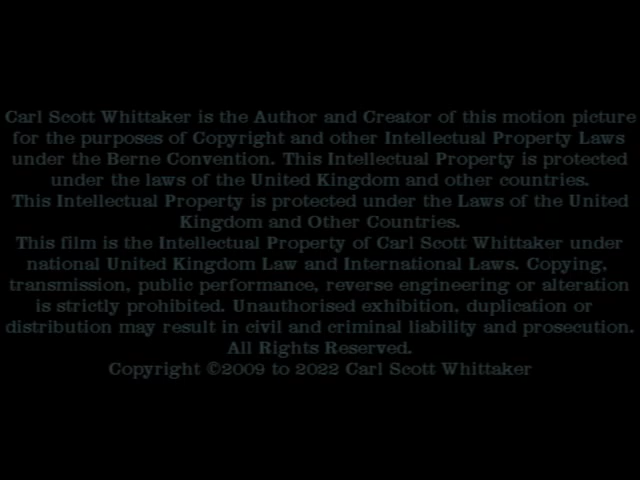 Carl Scott Whittaker is the Author and Creator of this motion picture
for the purposes of Copyright and other Intellectual Property Laws
under the Berne Convention. This Intellectual Property is protected
under the laws of the United Kingdom and other countries.
This Intellectual Property is protected under the Laws of the United
Kingdom and Other Countries.
This film is the Intellectual Property of Carl Scott Whittaker under
national United Kingdom Law and International Laws. Copying,
transmission, public performance, reverse engineering or alteration
is strictly prohibited. Unauthorised exhibition, duplication or
distribution may result in civil and criminal liability and prosecution.
All Rights Reserved.
Copyright ©2009 to 2022 Carl Scott Whittaker